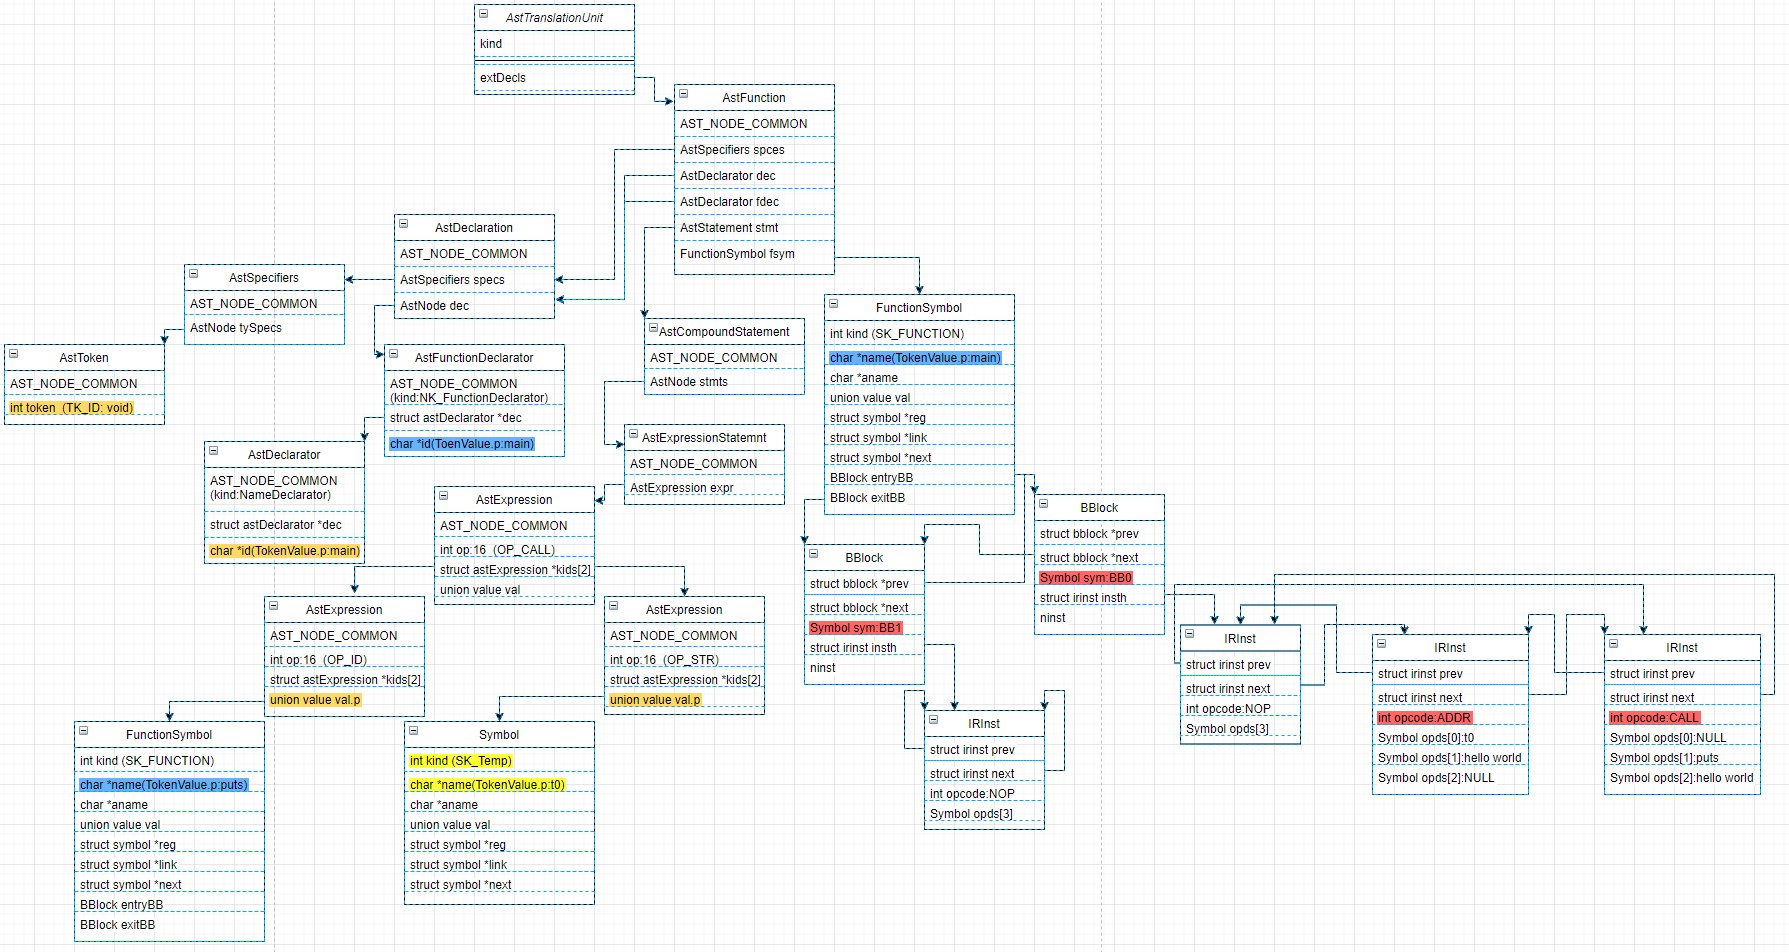 AstTranslationUnit
kind
extDecls
AstFunction
AST_NODE_COMMON
AstSpecifiers spces
AstDeclarator dec
AstDeclarator fdec
AstStatement stmt
FunctionSymbol fsym
AstDeclaration
AST_NODE_COMMON
AstSpecifiers specs
AstNode dec
AstSpecifiers
AST_NODE_COMMON
AstNode tySpecs
AstToken
AST_NODE_COMMON
int token  (TK_ID: void)
AstFunctionDeclarator
AST_NODE_COMMON
(kind:NK_FunctionDeclarator)
struct astDeclarator *dec
char *id(ToenValue.p:main)
AstDeclarator
AST_NODE_COMMON
(kind:NameDeclarator)
struct astDeclarator *dec
char *id(TokenValue.p:main)
AstCompoundStatement
AST_NODE_COMMON
AstNode stmts
AstExpressionStatemnt
AST_NODE_COMMON
AstExpression expr
AstExpression
AST_NODE_COMMON
int op:16  (OP_CALL)
struct astExpression *kids[2]
union value val
AstExpression
AST_NODE_COMMON
int op:16  (OP_ID)
struct astExpression *kids[2]
union value val.p
AstExpression
AST_NODE_COMMON
int op:16  (OP_STR)
struct astExpression *kids[2]
union value val.p
FunctionSymbol
int kind (SK_FUNCTION)
char *name(TokenValue.p:puts)
char *aname
union value val
struct symbol *reg
struct symbol *link
struct symbol *next
BBlock entryBB
BBlock exitBB
Symbol
int kind (SK_Temp)
char *name(TokenValue.p:t0)
char *aname
union value val
struct symbol *reg
struct symbol *link
struct symbol *next
FunctionSymbol
int kind (SK_FUNCTION)
char *name(TokenValue.p:main)
char *aname
union value val
struct symbol *reg
struct symbol *link
struct symbol *next
BBlock entryBB
BBlock exitBB
BBlock
struct bblock *prev
struct bblock *next
Symbol sym:BB1
struct irinst insth
ninst
BBlock
struct bblock *prev
struct bblock *next
Symbol sym:BB0
struct irinst insth
ninst
IRInst
struct irinst prev
struct irinst next
int opcode:NOP
Symbol opds[3]
IRInst
struct irinst prev
struct irinst next
int opcode:NOP
Symbol opds[3]
IRInst
struct irinst prev
struct irinst next
int opcode:ADDR
Symbol opds[0]:t0
Symbol opds[1]:hello world
Symbol opds[2]:NULL
IRInst
struct irinst prev
struct irinst next
int opcode:CALL
Symbol opds[0]:NULL
Symbol opds[1]:puts
Symbol opds[2]:hello world